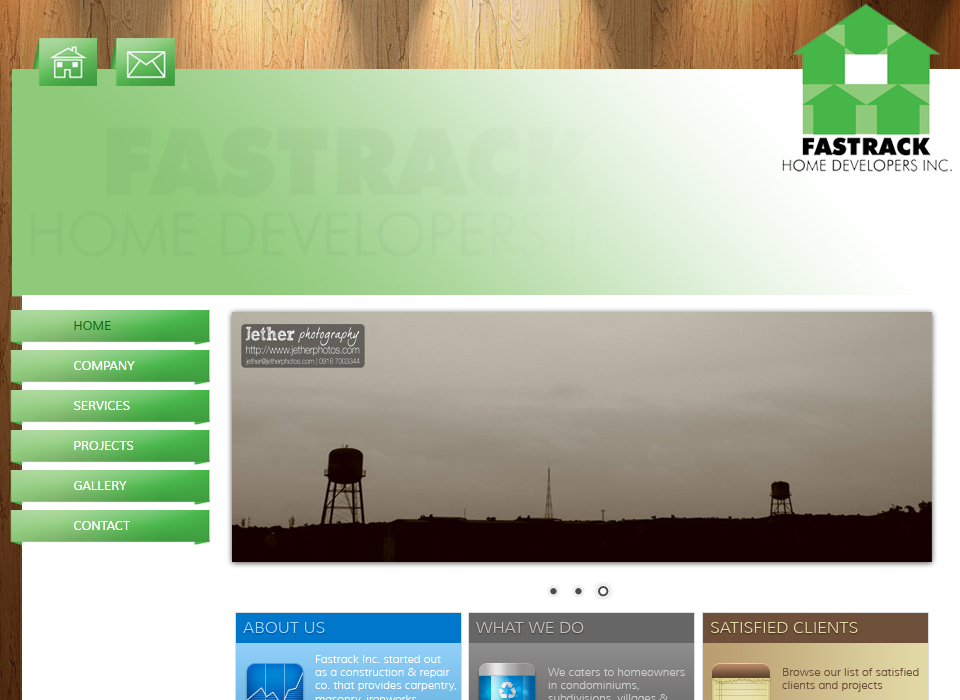 FASTRACK
HOME DEVELOPERS INC.
FASTRACK
HOME DEVELOPERS
HOME
COMPANY
SERVICES
PROJECTS
GALLERY
CONTACT
Jether photography
http://www.jetherphotos.com
jether@jetherphotos.com | 0916 7003344
ABOUT US
Fastrack Inc. started out
as a construction & repair
co. that provides carpentry,
masonry, ironworks
WHAT WE DO
We caters to homeowners
in condominiums,
subdivisions, villages &
SATISFIED CLIENTS
Browse our list of satisfied
clients and projects